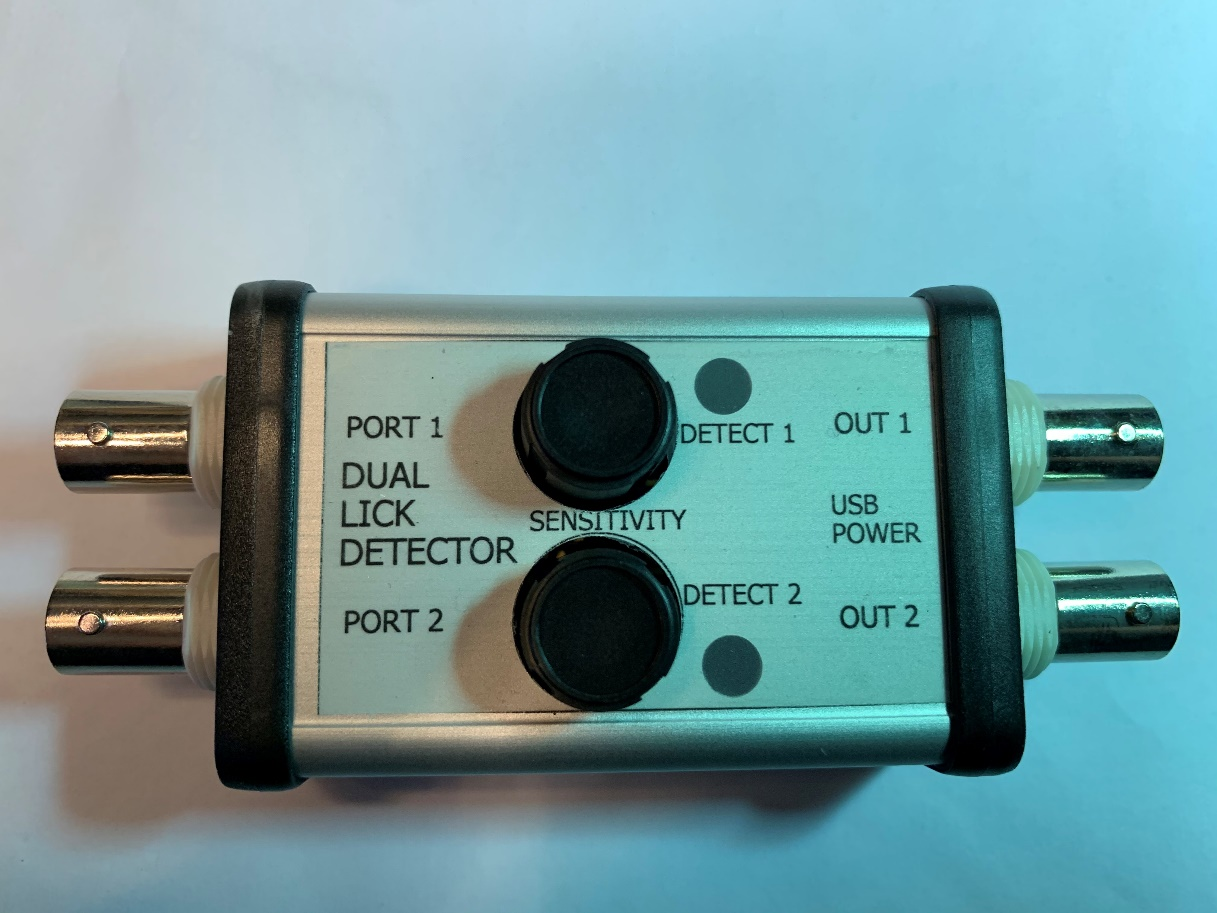 PORT 1
DUAL
LICK
DETECTOR
PORT 2
SENSITIVITY
DETECT 1
DETECT 2
OUT 1
USB
POWER
OUT 2